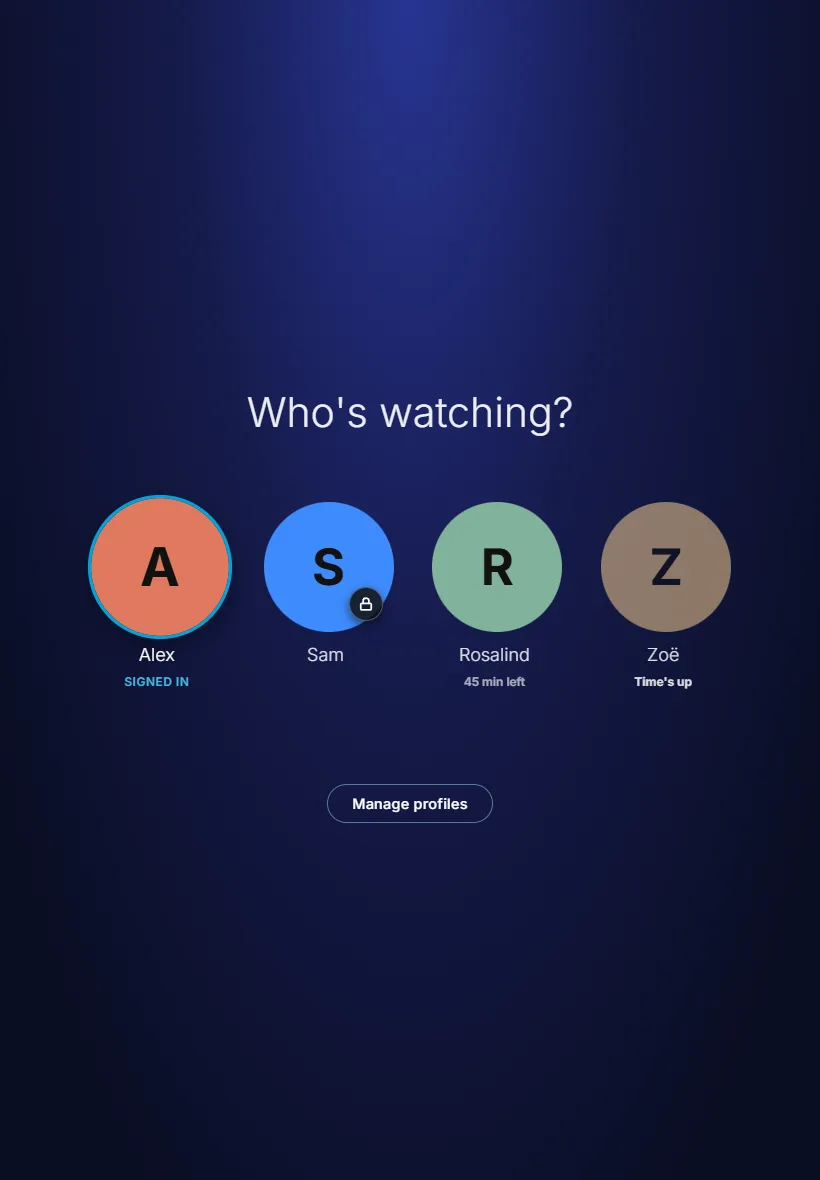 Who's watching?
A
S
R
Z
Alex
Sam
Rosalind
Zoë
SIGNED IN
45 min left
Time's up
Manage profiles